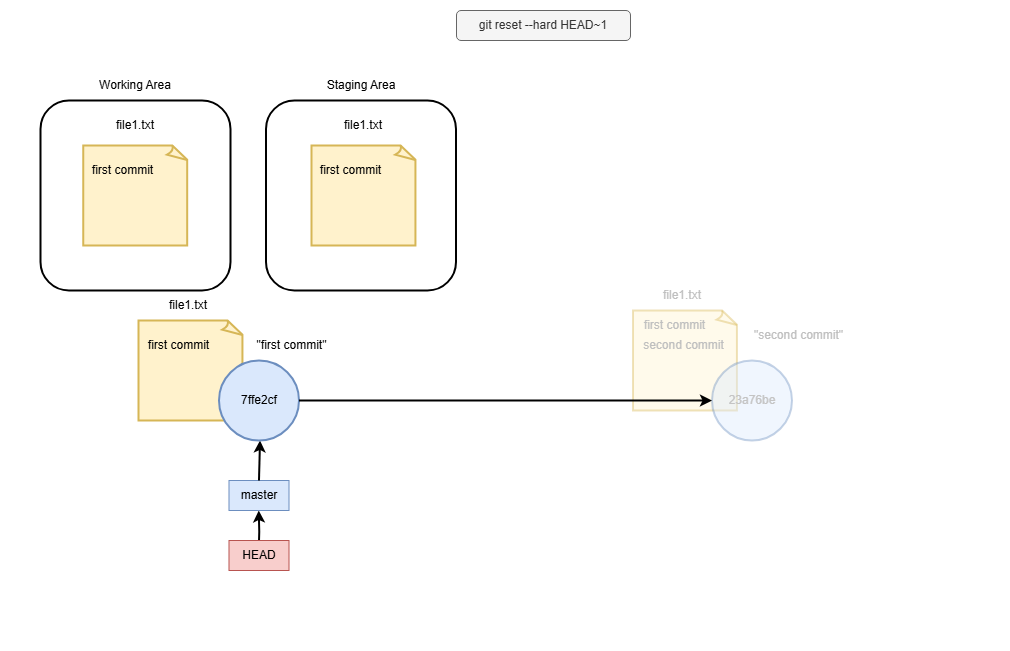 git reset --hard HEAD~1
Working Area
Staging Area
file1.txt
file1.txt
first commit
first commit
file1.txt
first commit
"first commit"
7ffe2cf
file1.txt
first commit
second commit
"second commit"
23a76be
master
HEAD